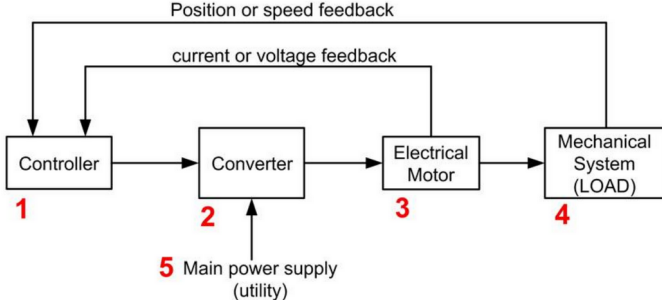 Position or speed feedback
current or voltage feedback
Controller
Converter
Electrical
Motor
Mechanical
System
(LOAD)
1
2
3
4
5 Main power supply
(utility)